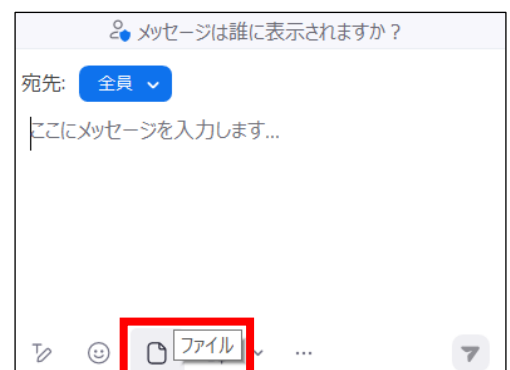 メッセージは誰に表示されますか？
宛先: 全員
ここにメッセージを入力します...
ファイル